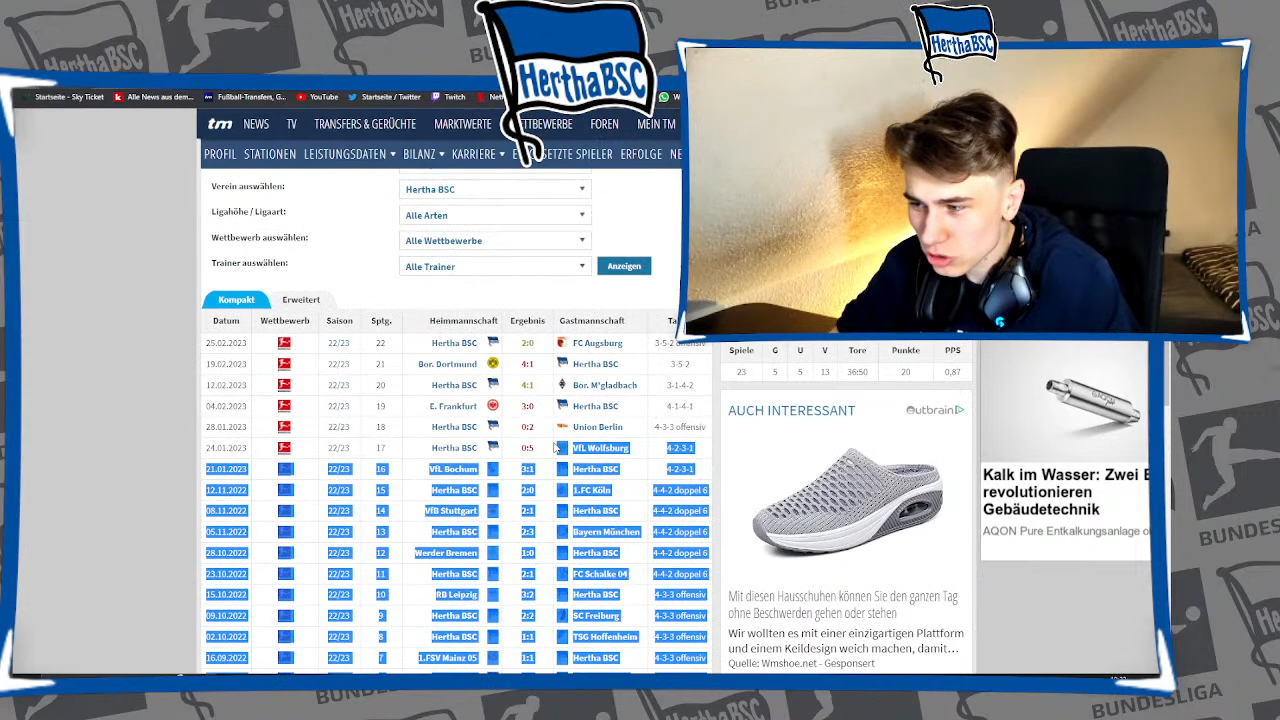 Hertha BSC
Hertha BSC
Startseite - Sky Ticket
Alle News aus dem...
Fußball-Transfers, G...
YouTube
Startseite / Twitter
Twitch
tm NEWS TV TRANSFERS & GERÜCHTE MARKTWERTE FOREN MEIN TM
PROFIL STATIONEN LEISTUNGSDATEN BILANZ KARRIERE SPIELER ERFOLGE
Verein auswählen: Hertha BSC
Ligahöhe / Ligaart: Alle Arten
Wettbewerb auswählen: Alle Wettbewerbe
Trainer auswählen: Alle Trainer Anzeigen
Kompakt Erweitert
Datum Wettbewerb Saison Sptg. Heimmannschaft Ergebnis Gastmannschaft
25.02.2023 22/23 22 Hertha BSC 2:0 FC Augsburg
19.02.2023 22/23 21 Bor. Dortmund 4:1 Hertha BSC 3-5-2
12.02.2023 22/23 20 Hertha BSC 4:1 Bor. M'gladbach 3-1-4-2
04.02.2023 22/23 19 E. Frankfurt 3:0 Hertha BSC 4-1-4-1
28.01.2023 22/23 18 Hertha BSC 0:2 Union Berlin 4-3-3 offensiv
24.01.2023 22/23 17 Hertha BSC 0:5 VfL Wolfsburg 4-2-3-1
21.01.2023 22/23 16 VfL Bochum 3:1 Hertha BSC 4-2-3-1
12.11.2022 22/23 15 Hertha BSC 2:0 1.FC Köln 4-4-2 doppel 6
08.11.2022 22/23 14 VfB Stuttgart 2:1 Hertha BSC 4-4-2 doppel 6
05.11.2022 22/23 13 Hertha BSC 2:3 Bayern München 4-4-2 doppel 6
28.10.2022 22/23 12 Werder Bremen 1:0 Hertha BSC 4-4-2 doppel 6
23.10.2022 22/23 11 Hertha BSC 2:1 FC Schalke 04 4-4-2 doppel 6
15.10.2022 22/23 10 RB Leipzig 3:2 Hertha BSC 4-3-3 offensiv
09.10.2022 22/23 9 Hertha BSC 2:2 SC Freiburg 4-3-3 offensiv
02.10.2022 22/23 8 Hertha BSC 1:1 TSG Hoffenheim 4-3-3 offensiv
16.09.2022 22/23 7 1.FSV Mainz 05 1:1 Hertha BSC 4-3-3 offensiv
Spiele G U V Tore Punkte PPS
23 5 5 13 36:50 20 0,87
AUCH INTERESSANT
outbrain
Mit diesen Hausschuhen können Sie den ganzen Tag
ohne Beschwerden gehen oder stehen
Wir wollten es mit einer einzigartigen Plattform
und einem Keildesign weich machen, damit...
Quelle: Wmshoe.net - Gesponsert
Kalk im Wasser: Zwei
revolutionieren
Gebäudetechnik
AQON Pure Entkalkungsanlage
BUNDESLIGA
BUNDESLIGA